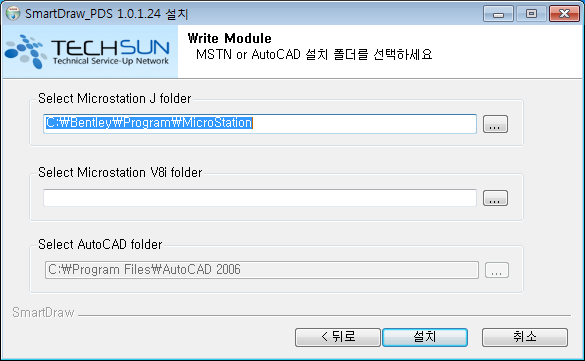 SmartDraw_PDS 1.0.1.24 설치
TECHSUN
Technical Service-Up Network
Write Module
MSTN or AutoCAD 설치 폴더를 선택하세요
Select Microstation J folder
C:₩Bentley₩Program₩MicroStation
...
Select Microstation V8i folder
...
Select AutoCAD folder
C:₩Program Files₩AutoCAD 2006
...
SmartDraw
< 뒤로
설치
취소